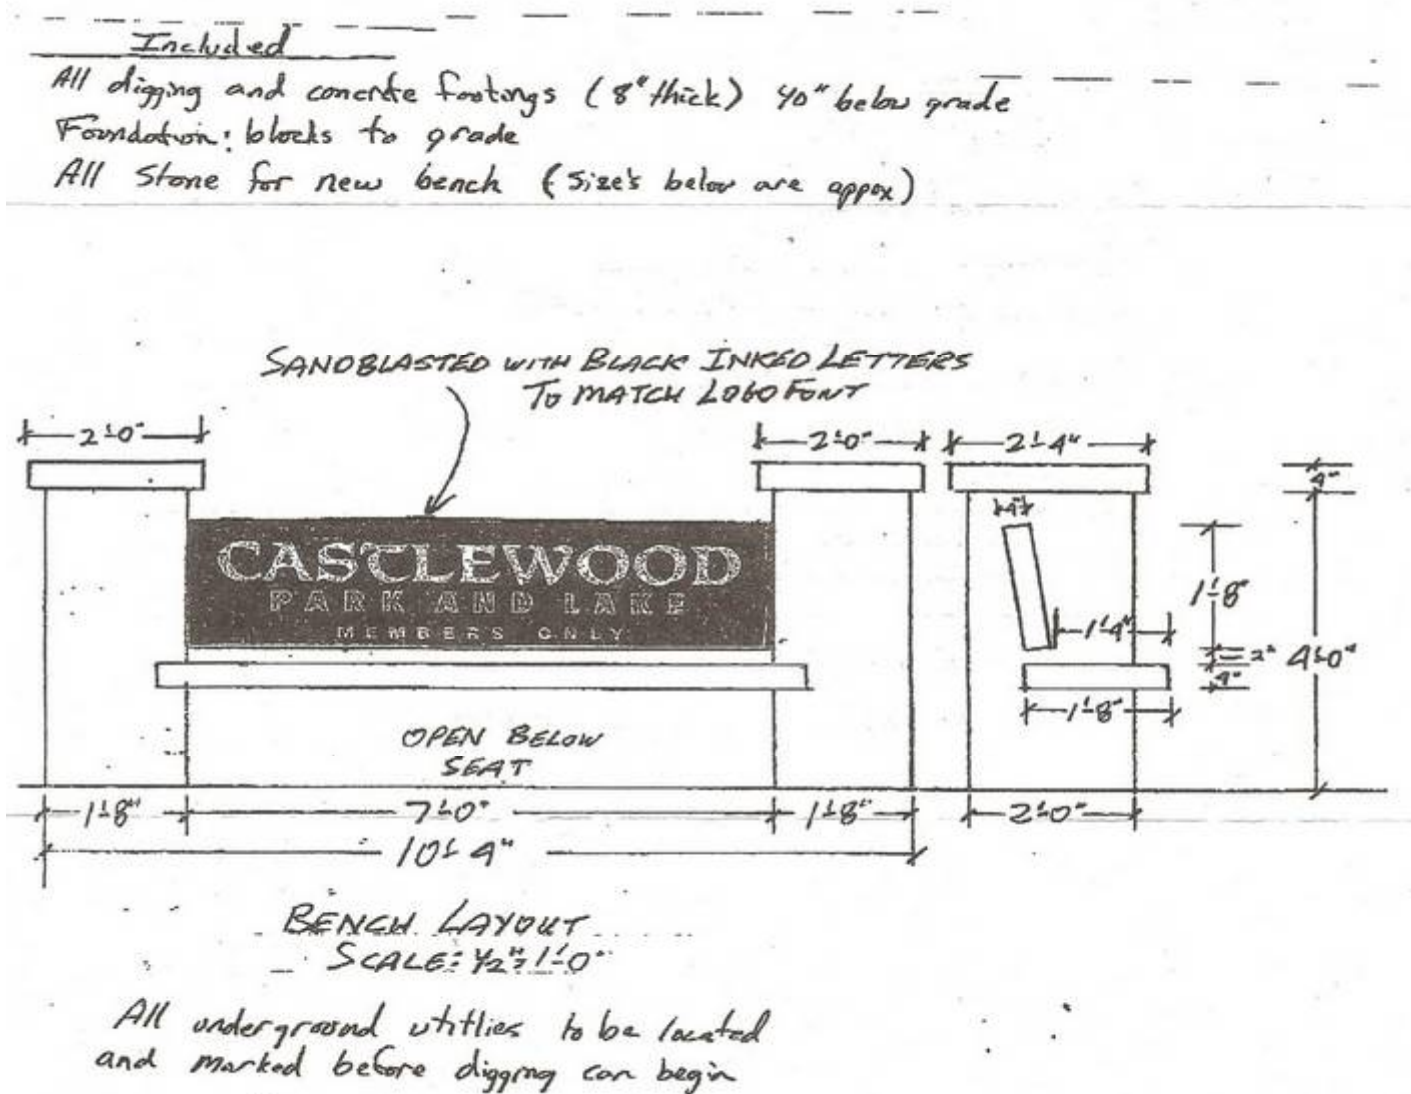 Included
All digging and concrete footings (8" thick) 40" below grade
Foundation: blocks to grade
All Stone for new bench (Size's below are appox)
SANDBLASTED WITH BLACK INKED LETTERS
TO MATCH LOGO FONT
2'-0"
2'-0"
2'-4"
4"
4"
CASTLEWOOD
PARK AND LAKE
MEMBERS ONLY
1'-8"
1'-4"
2"
4'-0"
4"
1'-8"
OPEN BELOW
SEAT
1'-8"
7'-0"
1'-8"
2'-0"
10'-4"
BENCH LAYOUT
SCALE: 1/2"=1'-0"
All underground utitlies to be located
and marked before digging can begin